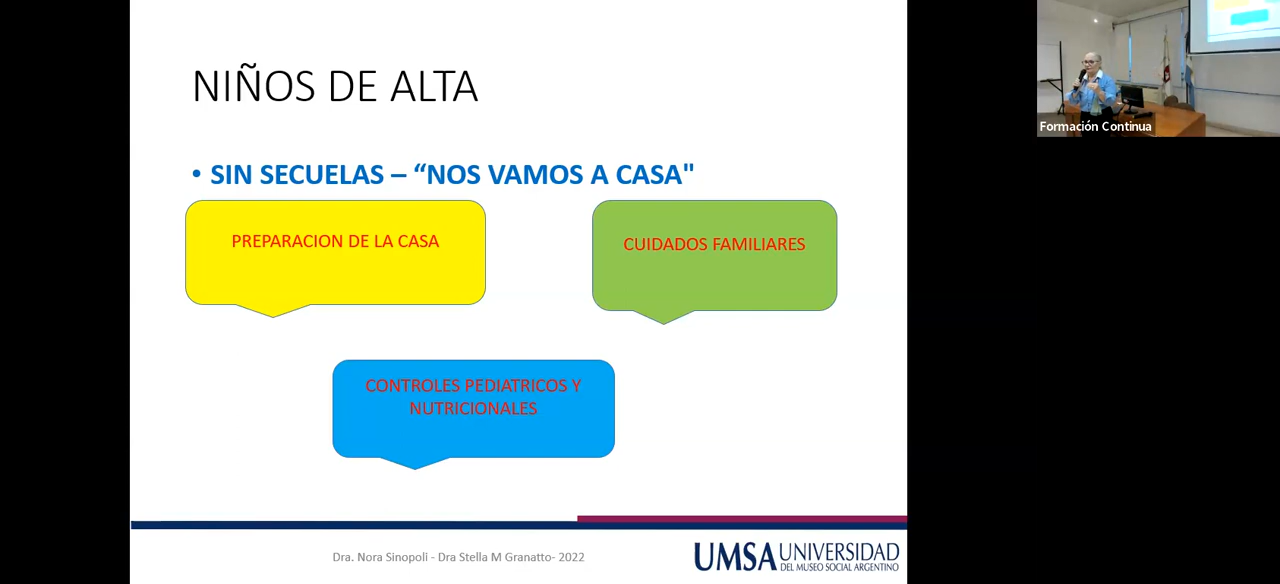 NIÑOS DE ALTA
• SIN SECUELAS – “NOS VAMOS A CASA"
PREPARACION DE LA CASA
CUIDADOS FAMILIARES
CONTROLES PEDIATRICOS Y
NUTRICIONALES
Dra. Nora Sinopoli - Dra Stella M Granatto- 2022
UMSA UNIVERSIDAD
DEL MUSEO SOCIAL ARGENTINO
Formación Continua